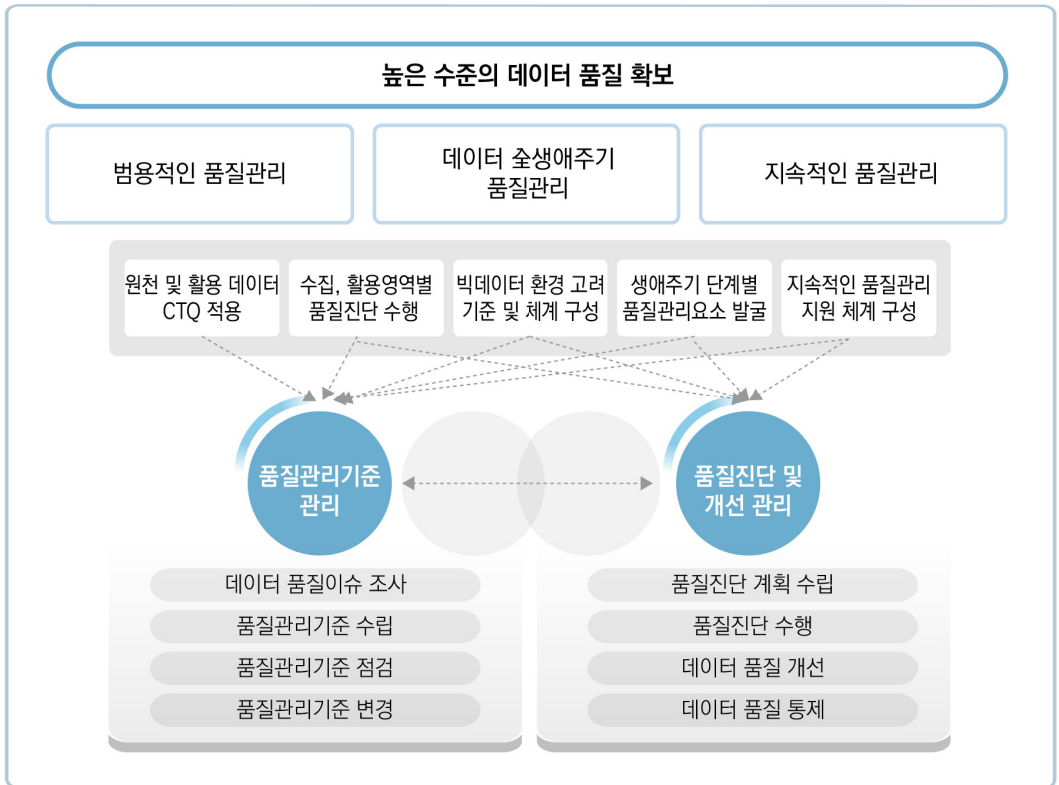 높은 수준의 데이터 품질 확보
범용적인 품질관리
데이터 全생애주기
품질관리
지속적인 품질관리
원천 및 활용 데이터
CTQ 적용
수집, 활용영역별
품질진단 수행
빅데이터 환경 고려
기준 및 체계 구성
생애주기 단계별
품질관리요소 발굴
지속적인 품질관리
지원 체계 구성
품질관리기준
관리
품질진단 및
개선 관리
데이터 품질이슈 조사
품질관리기준 수립
품질관리기준 점검
품질관리기준 변경
품질진단 계획 수립
품질진단 수행
데이터 품질 개선
데이터 품질 통제